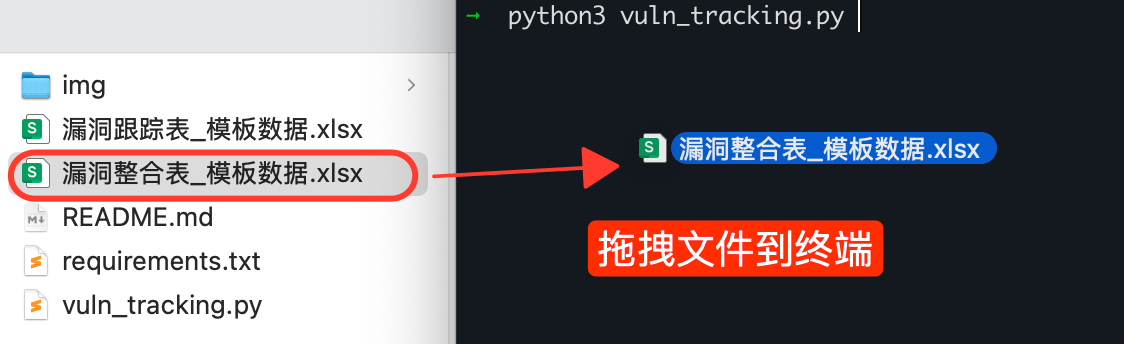 img
漏洞跟踪表_模板数据.xlsx
漏洞整合表_模板数据.xlsx
README.md
requirements.txt
vuln_tracking.py
→ python3 vuln_tracking.py
漏洞整合表_模板数据.xlsx
拖拽文件到终端